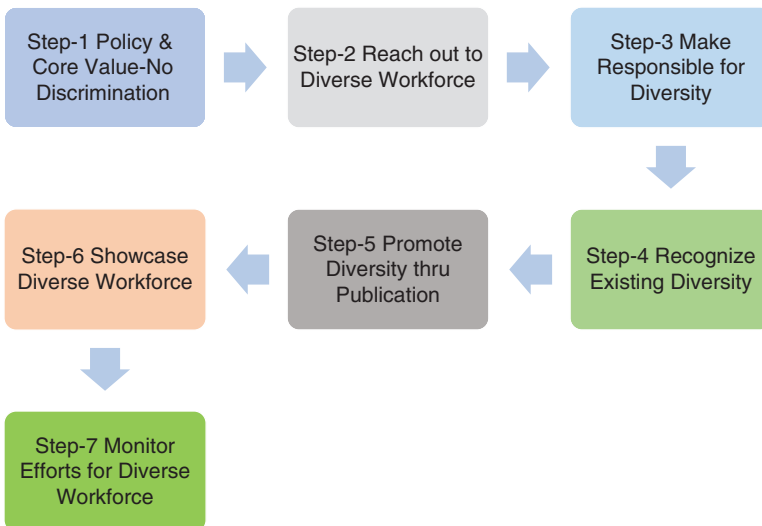 Step-1 Policy &
Core Value-No
Discrimination
Step-2 Reach out to
Diverse Workforce
Step-3 Make
Responsible for
Diversity
Step-4 Recognize
Existing Diversity
Step-5 Promote
Diversity thru
Publication
Step-6 Showcase
Diverse Workforce
Step-7 Monitor
Efforts for Diverse
Workforce